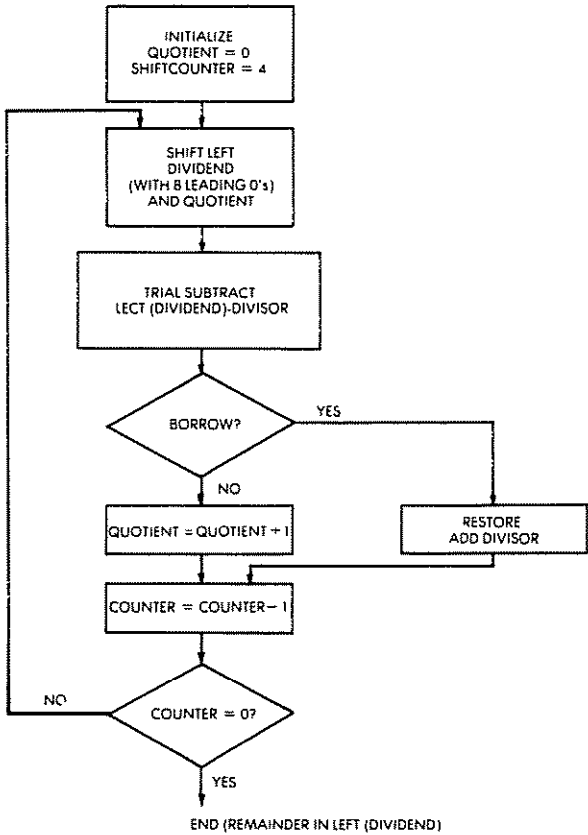 INITIALIZE
QUOTIENT = 0
SHIFTCOUNTER = 4
SHIFT LEFT
DIVIDEND
(WITH 8 LEADING 0's)
AND QUOTIENT
TRIAL SUBTRACT
LECT (DIVIDEND)-DIVISOR
BORROW?
YES
NO
QUOTIENT = QUOTIENT + 1
RESTORE
ADD DIVISOR
COUNTER = COUNTER - 1
NO
COUNTER = 0?
YES
END (REMAINDER IN LEFT (DIVIDEND)